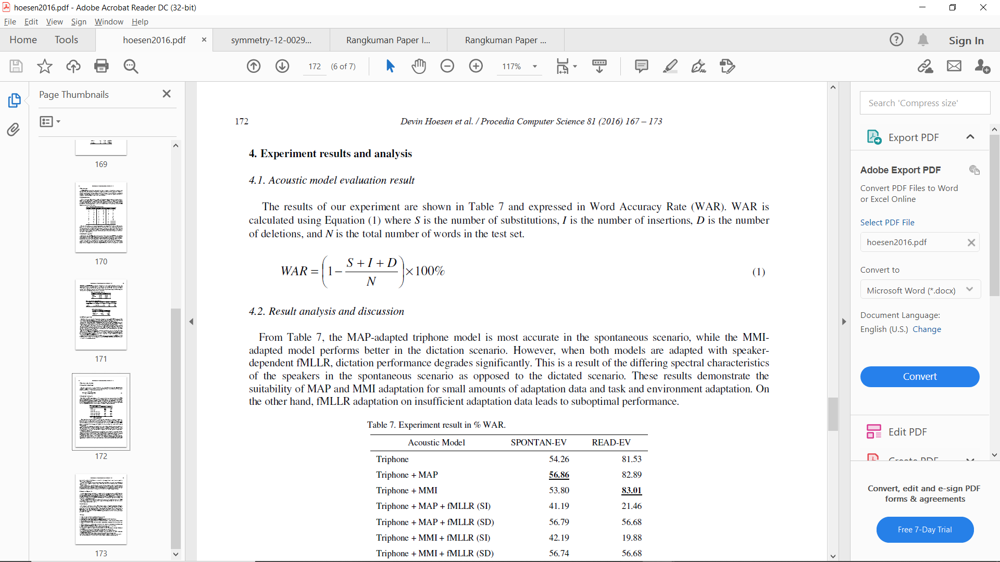 hoesen2016.pdf - Adobe Acrobat Reader DC (32-bit)
File Edit View Sign Window Help
Home Tools hoesen2016.pdf symmetry-12-0029... Rangkuman Paper I... Rangkuman Paper ... Sign In
172 (6 of 7) 117%
Page Thumbnails
169
170
171
172
173
172 Devin Hoesen et al. / Procedia Computer Science 81 (2016) 167 – 173
4. Experiment results and analysis
4.1. Acoustic model evaluation result
The results of our experiment are shown in Table 7 and expressed in Word Accuracy Rate (WAR). WAR is
calculated using Equation (1) where S is the number of substitutions, I is the number of insertions, D is the number
of deletions, and N is the total number of words in the test set.
WAR = (1 − (S + I + D) / N) × 100% (1)
4.2. Result analysis and discussion
From Table 7, the MAP-adapted triphone model is most accurate in the spontaneous scenario, while the MMI-
adapted model performs better in the dictation scenario. However, when both models are adapted with speaker-
dependent fMLLR, dictation performance degrades significantly. This is a result of the differing spectral characteristics
of the speakers in the spontaneous scenario as opposed to the dictated scenario. These results demonstrate the
suitability of MAP and MMI adaptation for small amounts of adaptation data and task and environment adaptation. On
the other hand, fMLLR adaptation on insufficient adaptation data leads to suboptimal performance.
Table 7. Experiment result in % WAR.
Acoustic Model SPONTAN-EV READ-EV
Triphone 54.26 81.53
Triphone + MAP 56.86 82.89
Triphone + MMI 53.80 83.01
Triphone + MAP + fMLLR (SI) 41.19 21.46
Triphone + MAP + fMLLR (SD) 56.79 56.68
Triphone + MMI + fMLLR (SI) 42.19 19.88
Triphone + MMI + fMLLR (SD) 56.74 56.68
Search 'Compress size'
Export PDF
Adobe Export PDF
Convert PDF Files to Word
or Excel Online
Select PDF File
hoesen2016.pdf
Convert to
Microsoft Word (*.docx)
Document Language:
English (U.S.) Change
Convert
Edit PDF
Create PDF
Convert, edit and e-sign PDF
forms & agreements
Free 7-Day Trial